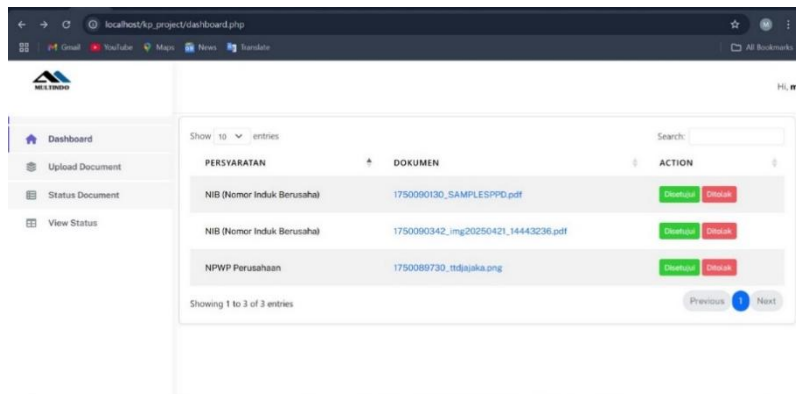 localhost/kp_project/dashboard.php
M
Gmail YouTube Maps News Translate All Bookmarks
MULTINDO
Hi, m
Dashboard
Upload Document
Status Document
View Status
Show 10 entries Search:
PERSYARATAN DOKUMEN ACTION
NIB (Nomor Induk Berusaha) 1750090130_SAMPLESPPD.pdf Disetujui Ditolak
NIB (Nomor Induk Berusaha) 1750090342_img20250421_14443236.pdf Disetujui Ditolak
NPWP Perusahaan 1750089730_ttdjajaka.png Disetujui Ditolak
Showing 1 to 3 of 3 entries Previous 1 Next